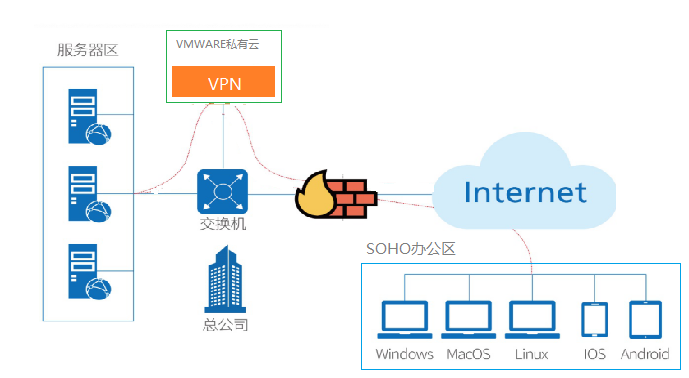 服务器区
VMWARE私有云
VPN
交换机
Internet
总公司
SOHO办公区
Windows
MacOS
Linux
IOS
Android